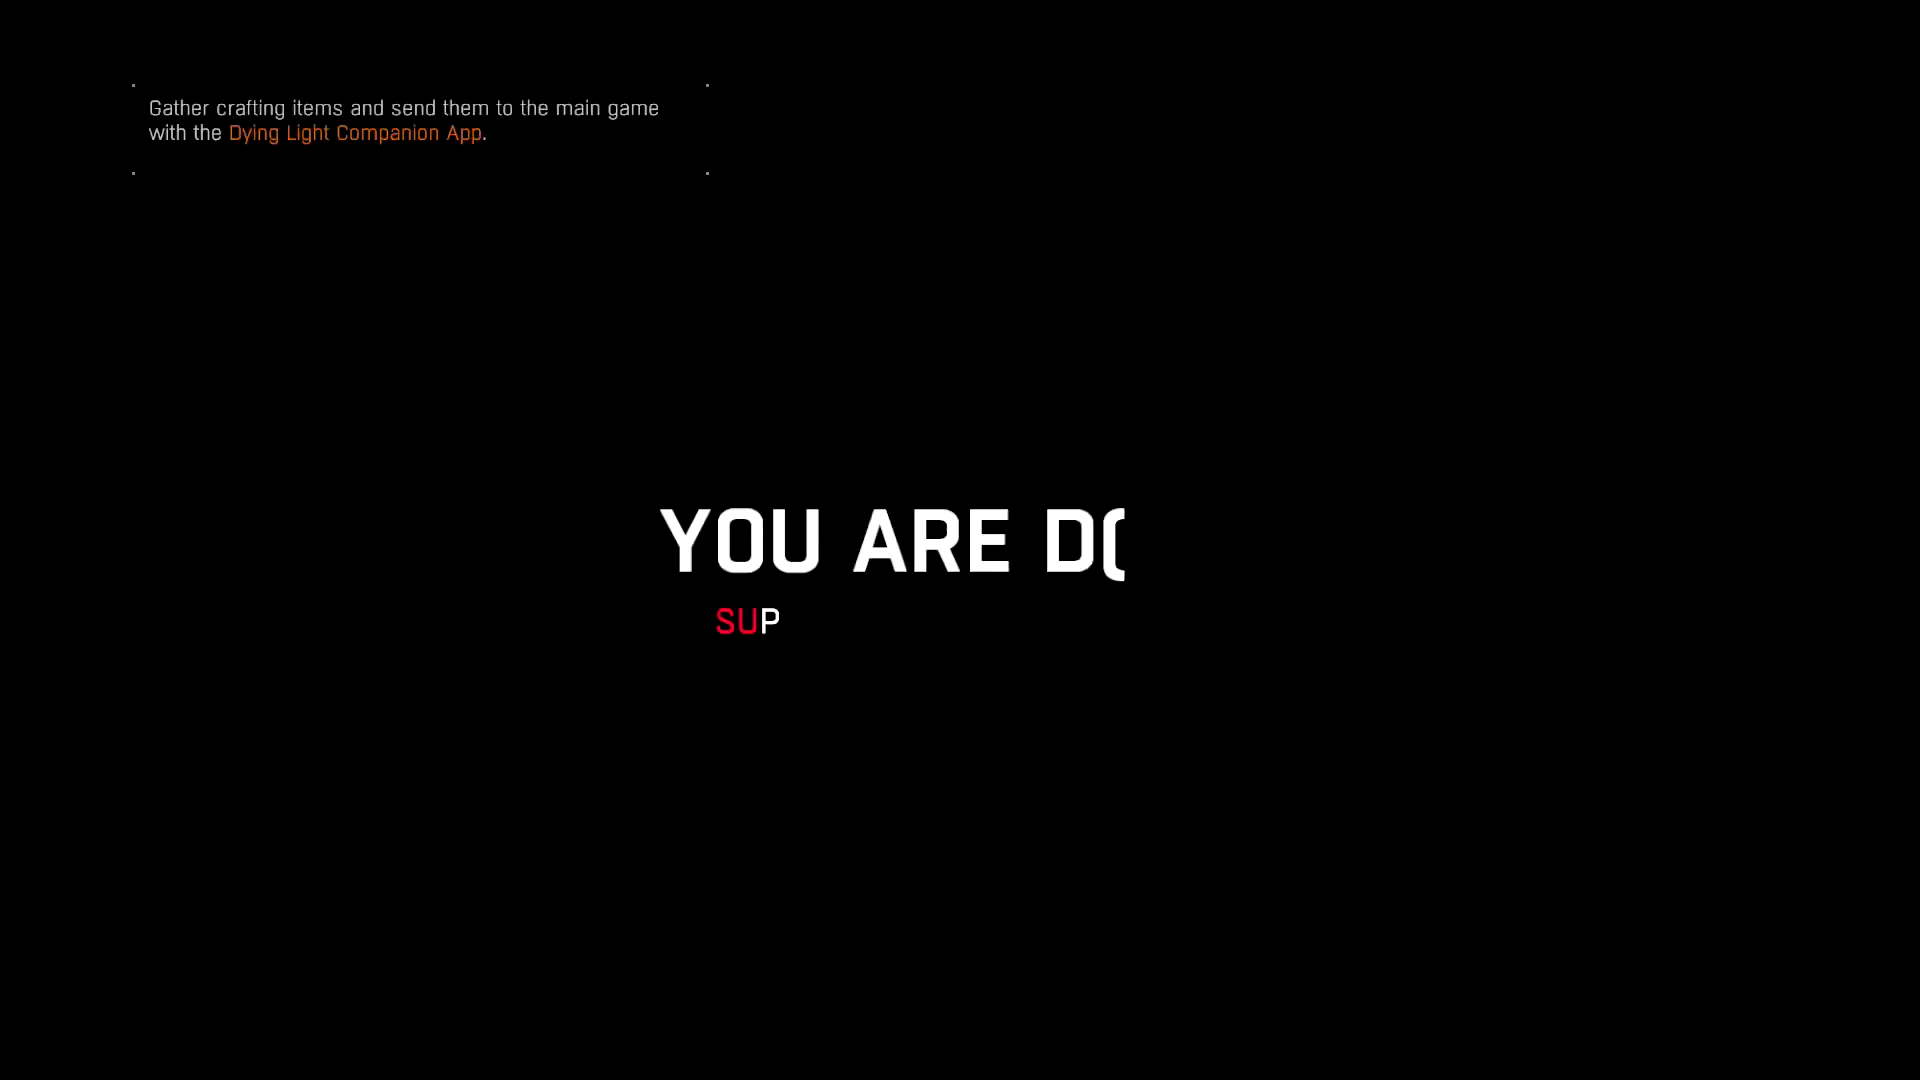 Gather crafting items and send them to the main game
with the Dying Light Companion App.
YOU ARE D
SUP